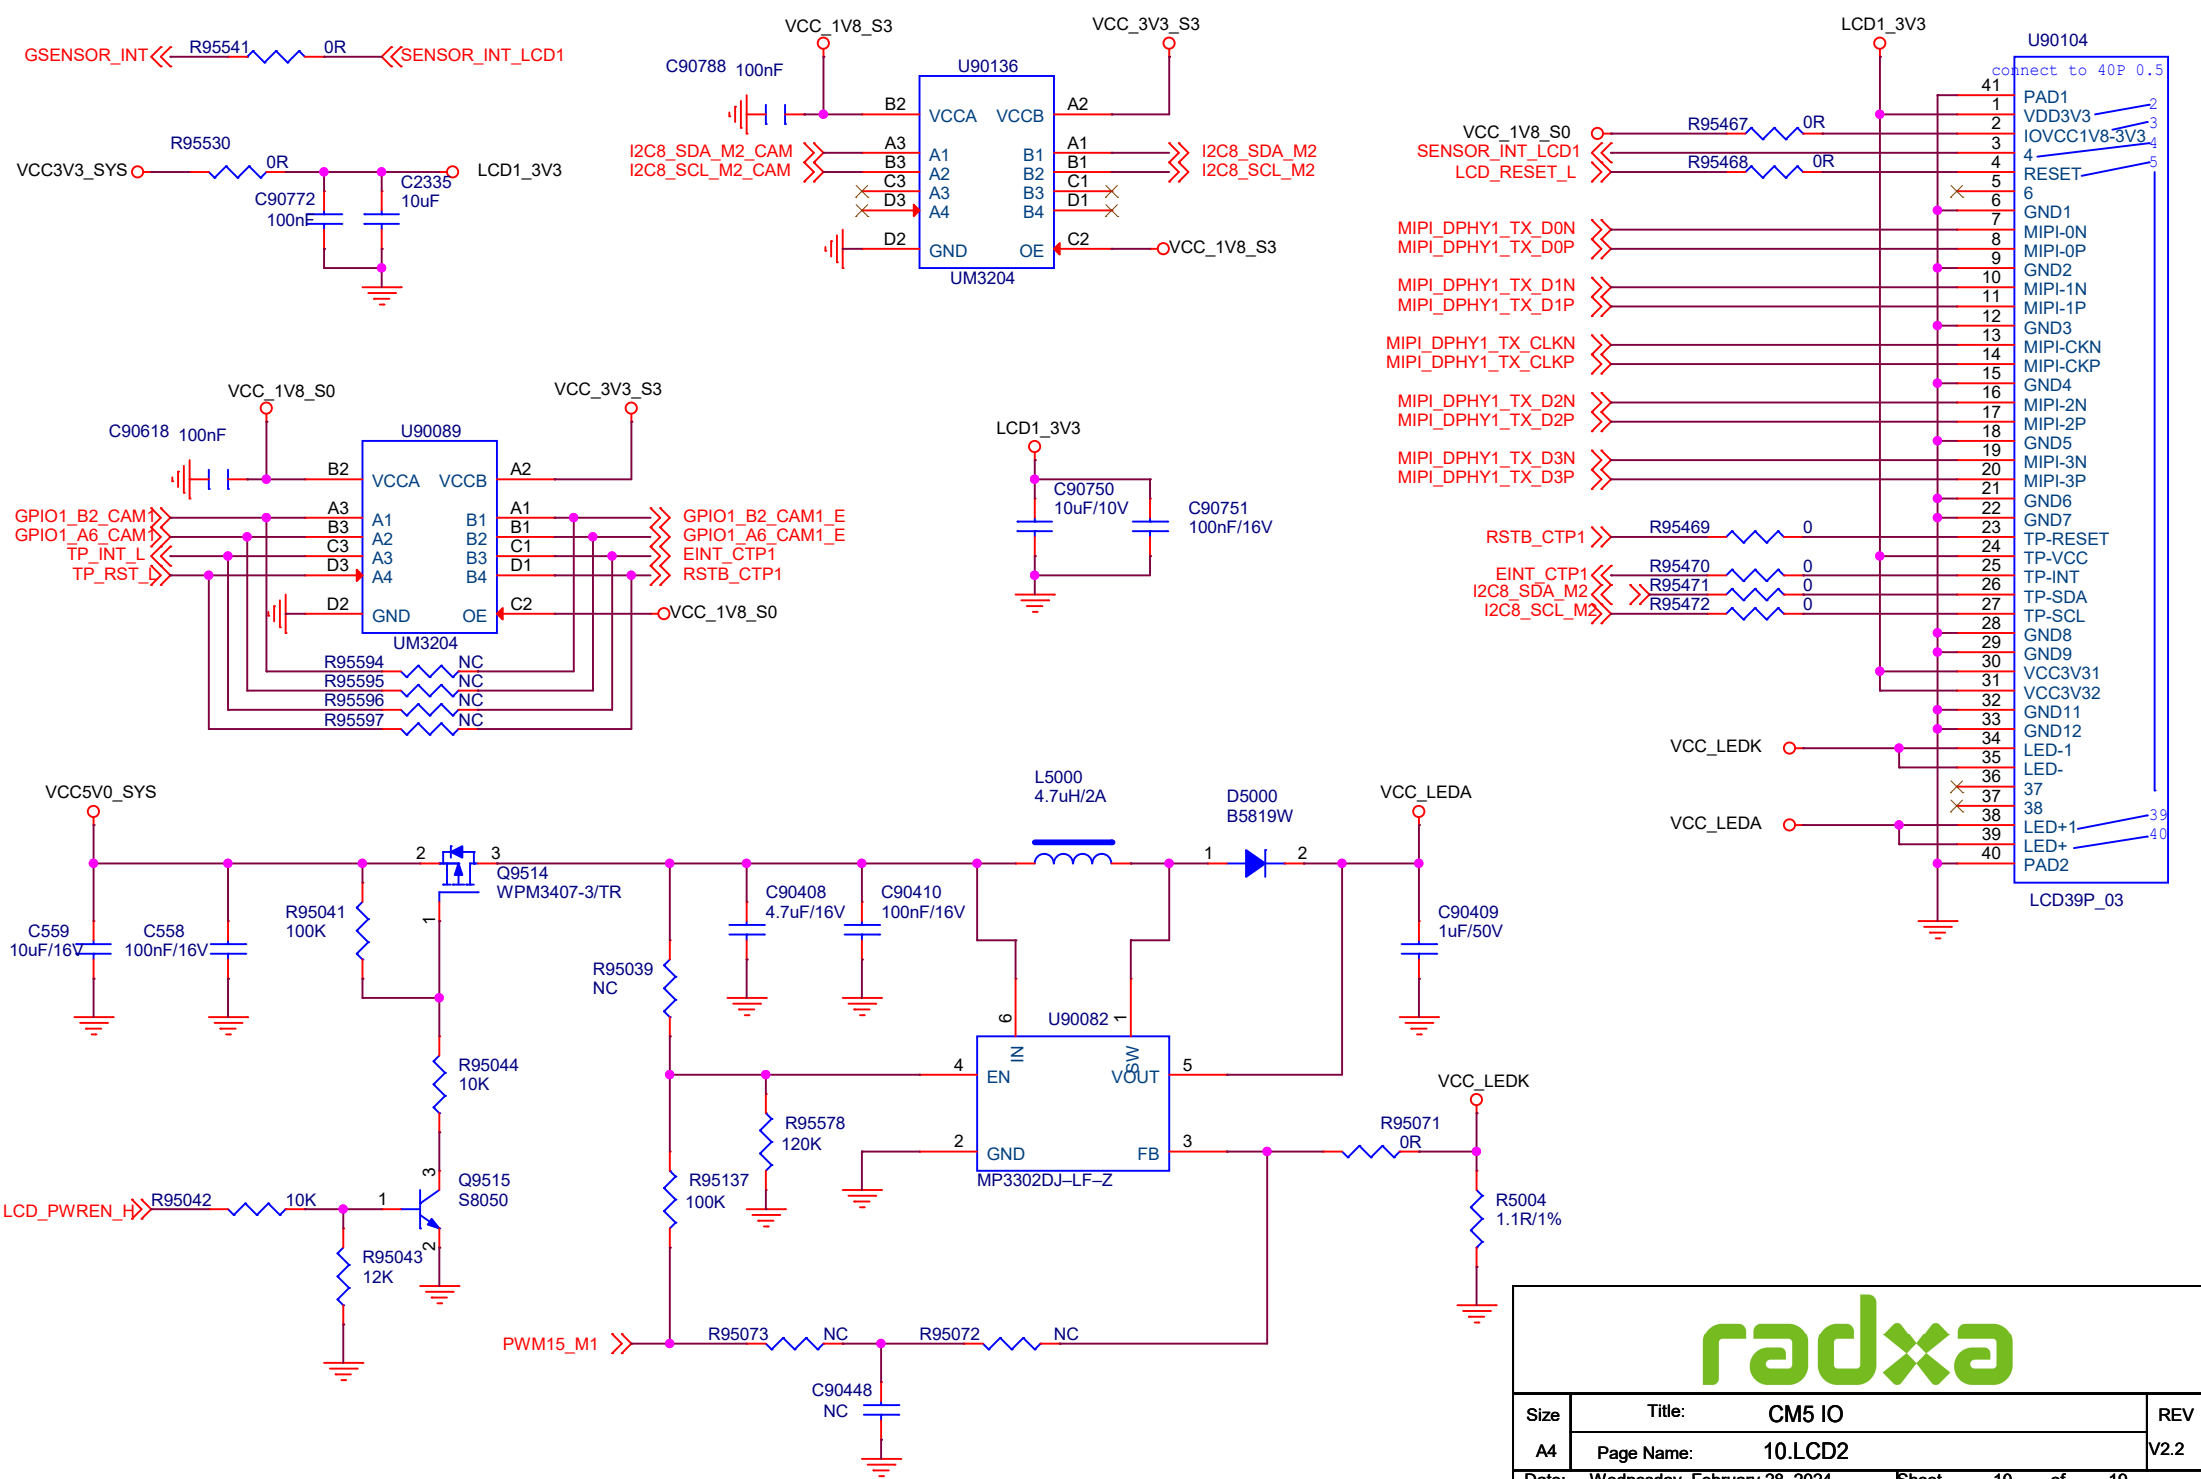 GSENSOR_INT R95541 0R SENSOR_INT_LCD1
R95530
VCC3V3_SYS 0R LCD1_3V3
C90772 100nF
C2335 10uF
VCC_1V8_S3 VCC_3V3_S3
C90788 100nF
U90136
B2 VCCA VCCB A2
I2C8_SDA_M2_CAM A3 A1 B1 A1 I2C8_SDA_M2
I2C8_SCL_M2_CAM B3 A2 B2 B1 I2C8_SCL_M2
C3 A3 B3 C1
D3 A4 B4 D1
D2 GND OE C2 VCC_1V8_S3
UM3204
VCC_1V8_S0 VCC_3V3_S3
C90618 100nF
U90089
B2 VCCA VCCB A2
GPIO1_B2_CAM1 A3 A1 B1 A1 GPIO1_B2_CAM1_E
GPIO1_A6_CAM1 B3 A2 B2 B1 GPIO1_A6_CAM1_E
TP_INT_L C3 A3 B3 C1 EINT_CTP1
TP_RST_L D3 A4 B4 D1 RSTB_CTP1
D2 GND OE C2 VCC_1V8_S0
UM3204
R95594 NC
R95595 NC
R95596 NC
R95597 NC
LCD1_3V3
C90750 10uF/10V
C90751 100nF/16V
LCD1_3V3
U90104
connect to 40P 0.5
41 PAD1
1 VDD3V3 2
VCC_1V8_S0 R95467 0R 2 IOVCC1V8-3V3 3
SENSOR_INT_LCD1 3 4 4
LCD_RESET_L R95468 0R 4 RESET 5
5 6
6 GND1
MIPI_DPHY1_TX_D0N 7 MIPI-0N
MIPI_DPHY1_TX_D0P 8 MIPI-0P
9 GND2
MIPI_DPHY1_TX_D1N 10 MIPI-1N
MIPI_DPHY1_TX_D1P 11 MIPI-1P
12 GND3
MIPI_DPHY1_TX_CLKN 13 MIPI-CKN
MIPI_DPHY1_TX_CLKP 14 MIPI-CKP
15 GND4
MIPI_DPHY1_TX_D2N 16 MIPI-2N
MIPI_DPHY1_TX_D2P 17 MIPI-2P
18 GND5
MIPI_DPHY1_TX_D3N 19 MIPI-3N
MIPI_DPHY1_TX_D3P 20 MIPI-3P
21 GND6
22 GND7
RSTB_CTP1 R95469 0 23 TP-RESET
24 TP-VCC
EINT_CTP1 R95470 0 25 TP-INT
I2C8_SDA_M2 R95471 0 26 TP-SDA
I2C8_SCL_M2 R95472 0 27 TP-SCL
28 GND8
29 GND9
30 VCC3V31
31 VCC3V32
32 GND11
33 GND12
VCC_LEDK 34 LED-1
35 LED-
36 37
37 38
VCC_LEDA 38 LED+1 39
39 LED+ 40
40 PAD2
LCD39P_03
VCC5V0_SYS
2 3
Q9514
WPM3407-3/TR
1
C559 10uF/16V
C558 100nF/16V
R95041 100K
R95044 10K
LCD_PWREN_H R95042 10K 1
3 Q9515
S8050
2
R95043 12K
L5000
4.7uH/2A
D5000
B5819W
1 2
VCC_LEDA
C90408 4.7uF/16V
C90410 100nF/16V
C90409 1uF/50V
R95039 NC
6 U90082 1
IN SW
4 EN VOUT 5
2 GND FB 3
MP3302DJ–LF–Z
R95578 120K
R95137 100K
VCC_LEDK
R95071 0R
R5004 1.1R/1%
PWM15_M1 R95073 NC R95072 NC
C90448 NC
radxa
Size Title: CM5 IO REV
A4 Page Name: 10.LCD2 V2.2
Date: Wednesday, February 28, 2024 Sheet 10 of 19